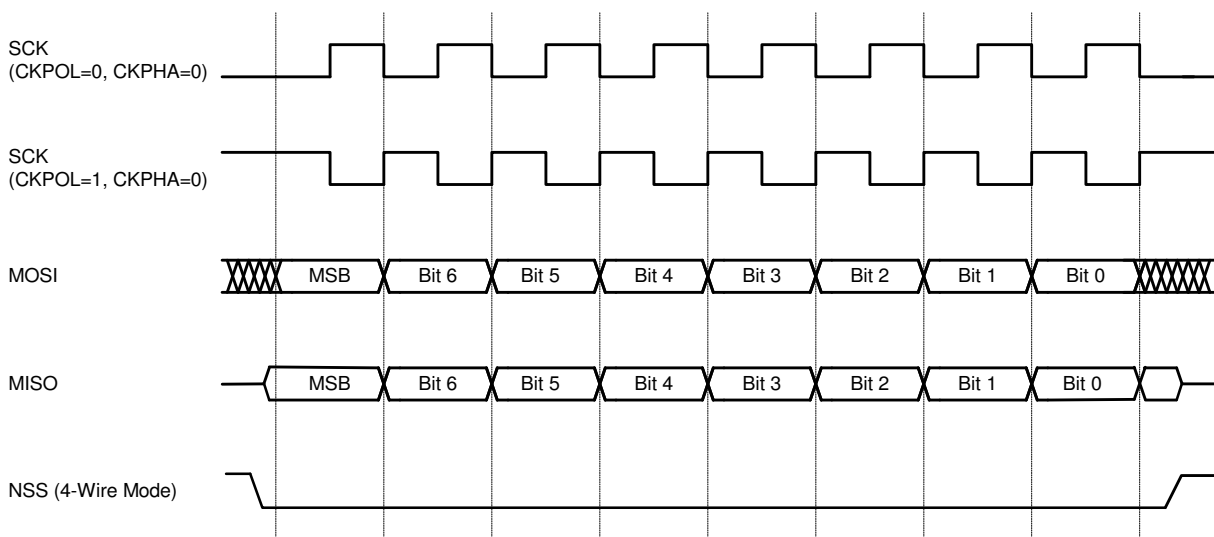 SCK
(CKPOL=0, CKPHA=0)
SCK
(CKPOL=1, CKPHA=0)
MOSI MSB Bit 6 Bit 5 Bit 4 Bit 3 Bit 2 Bit 1 Bit 0
MISO MSB Bit 6 Bit 5 Bit 4 Bit 3 Bit 2 Bit 1 Bit 0
NSS (4-Wire Mode)